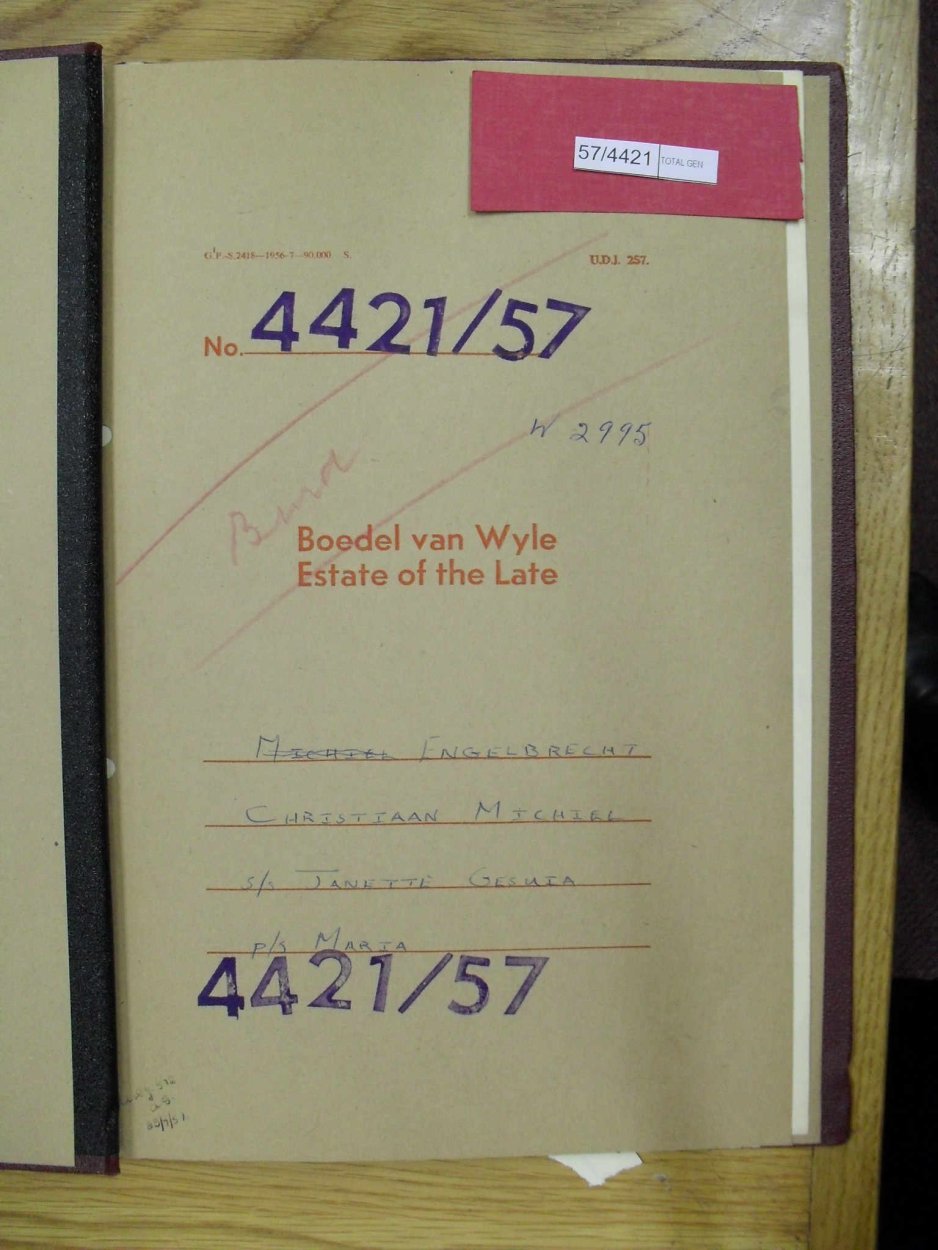 57/4421 TOTAL GEN
G.P.-S.2418—1956-7—90,000 S. U.D.J. 257.
No. 4421/57
W 2995
Boedel van Wyle
Estate of the Late
Michiel ENGELBRECHT
CHRISTIAAN MICHIEL
s/s JANETTE GESUIA
p/s MARIA
4421/57